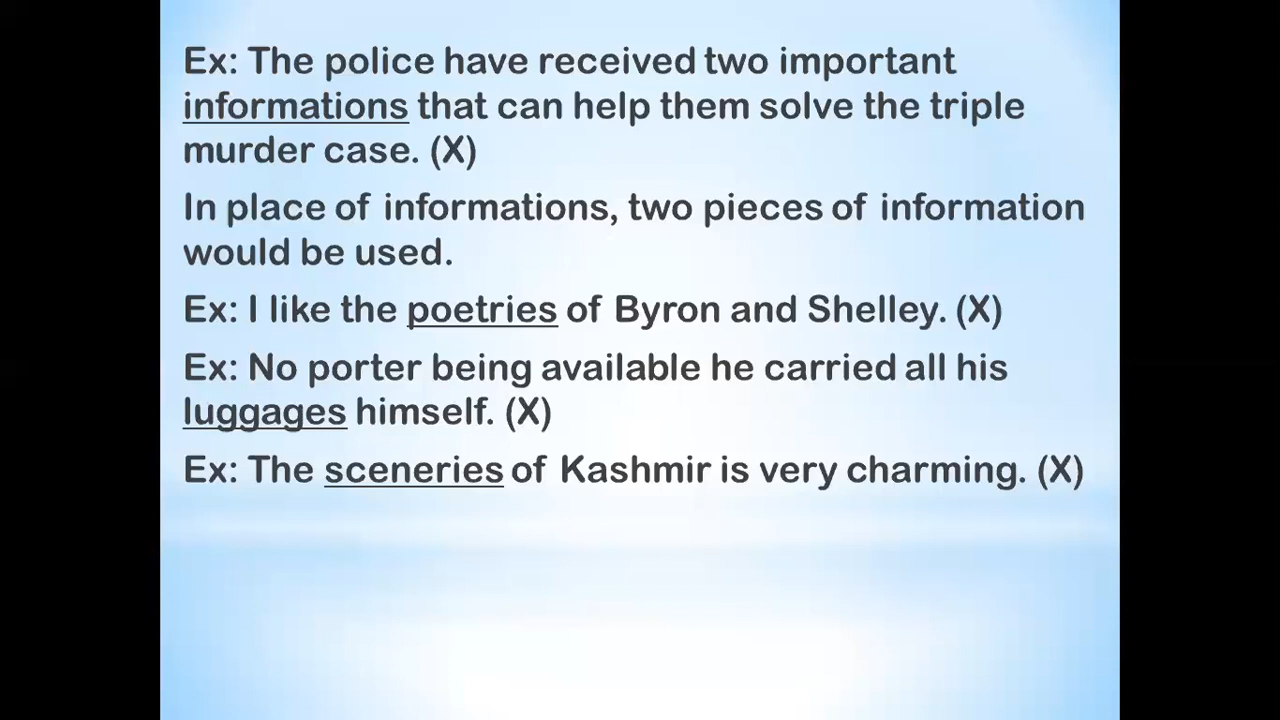 Ex: The police have received two important
informations that can help them solve the triple
murder case. (X)
In place of informations, two pieces of information
would be used.
Ex: I like the poetries of Byron and Shelley. (X)
Ex: No porter being available he carried all his
luggages himself. (X)
Ex: The sceneries of Kashmir is very charming. (X)